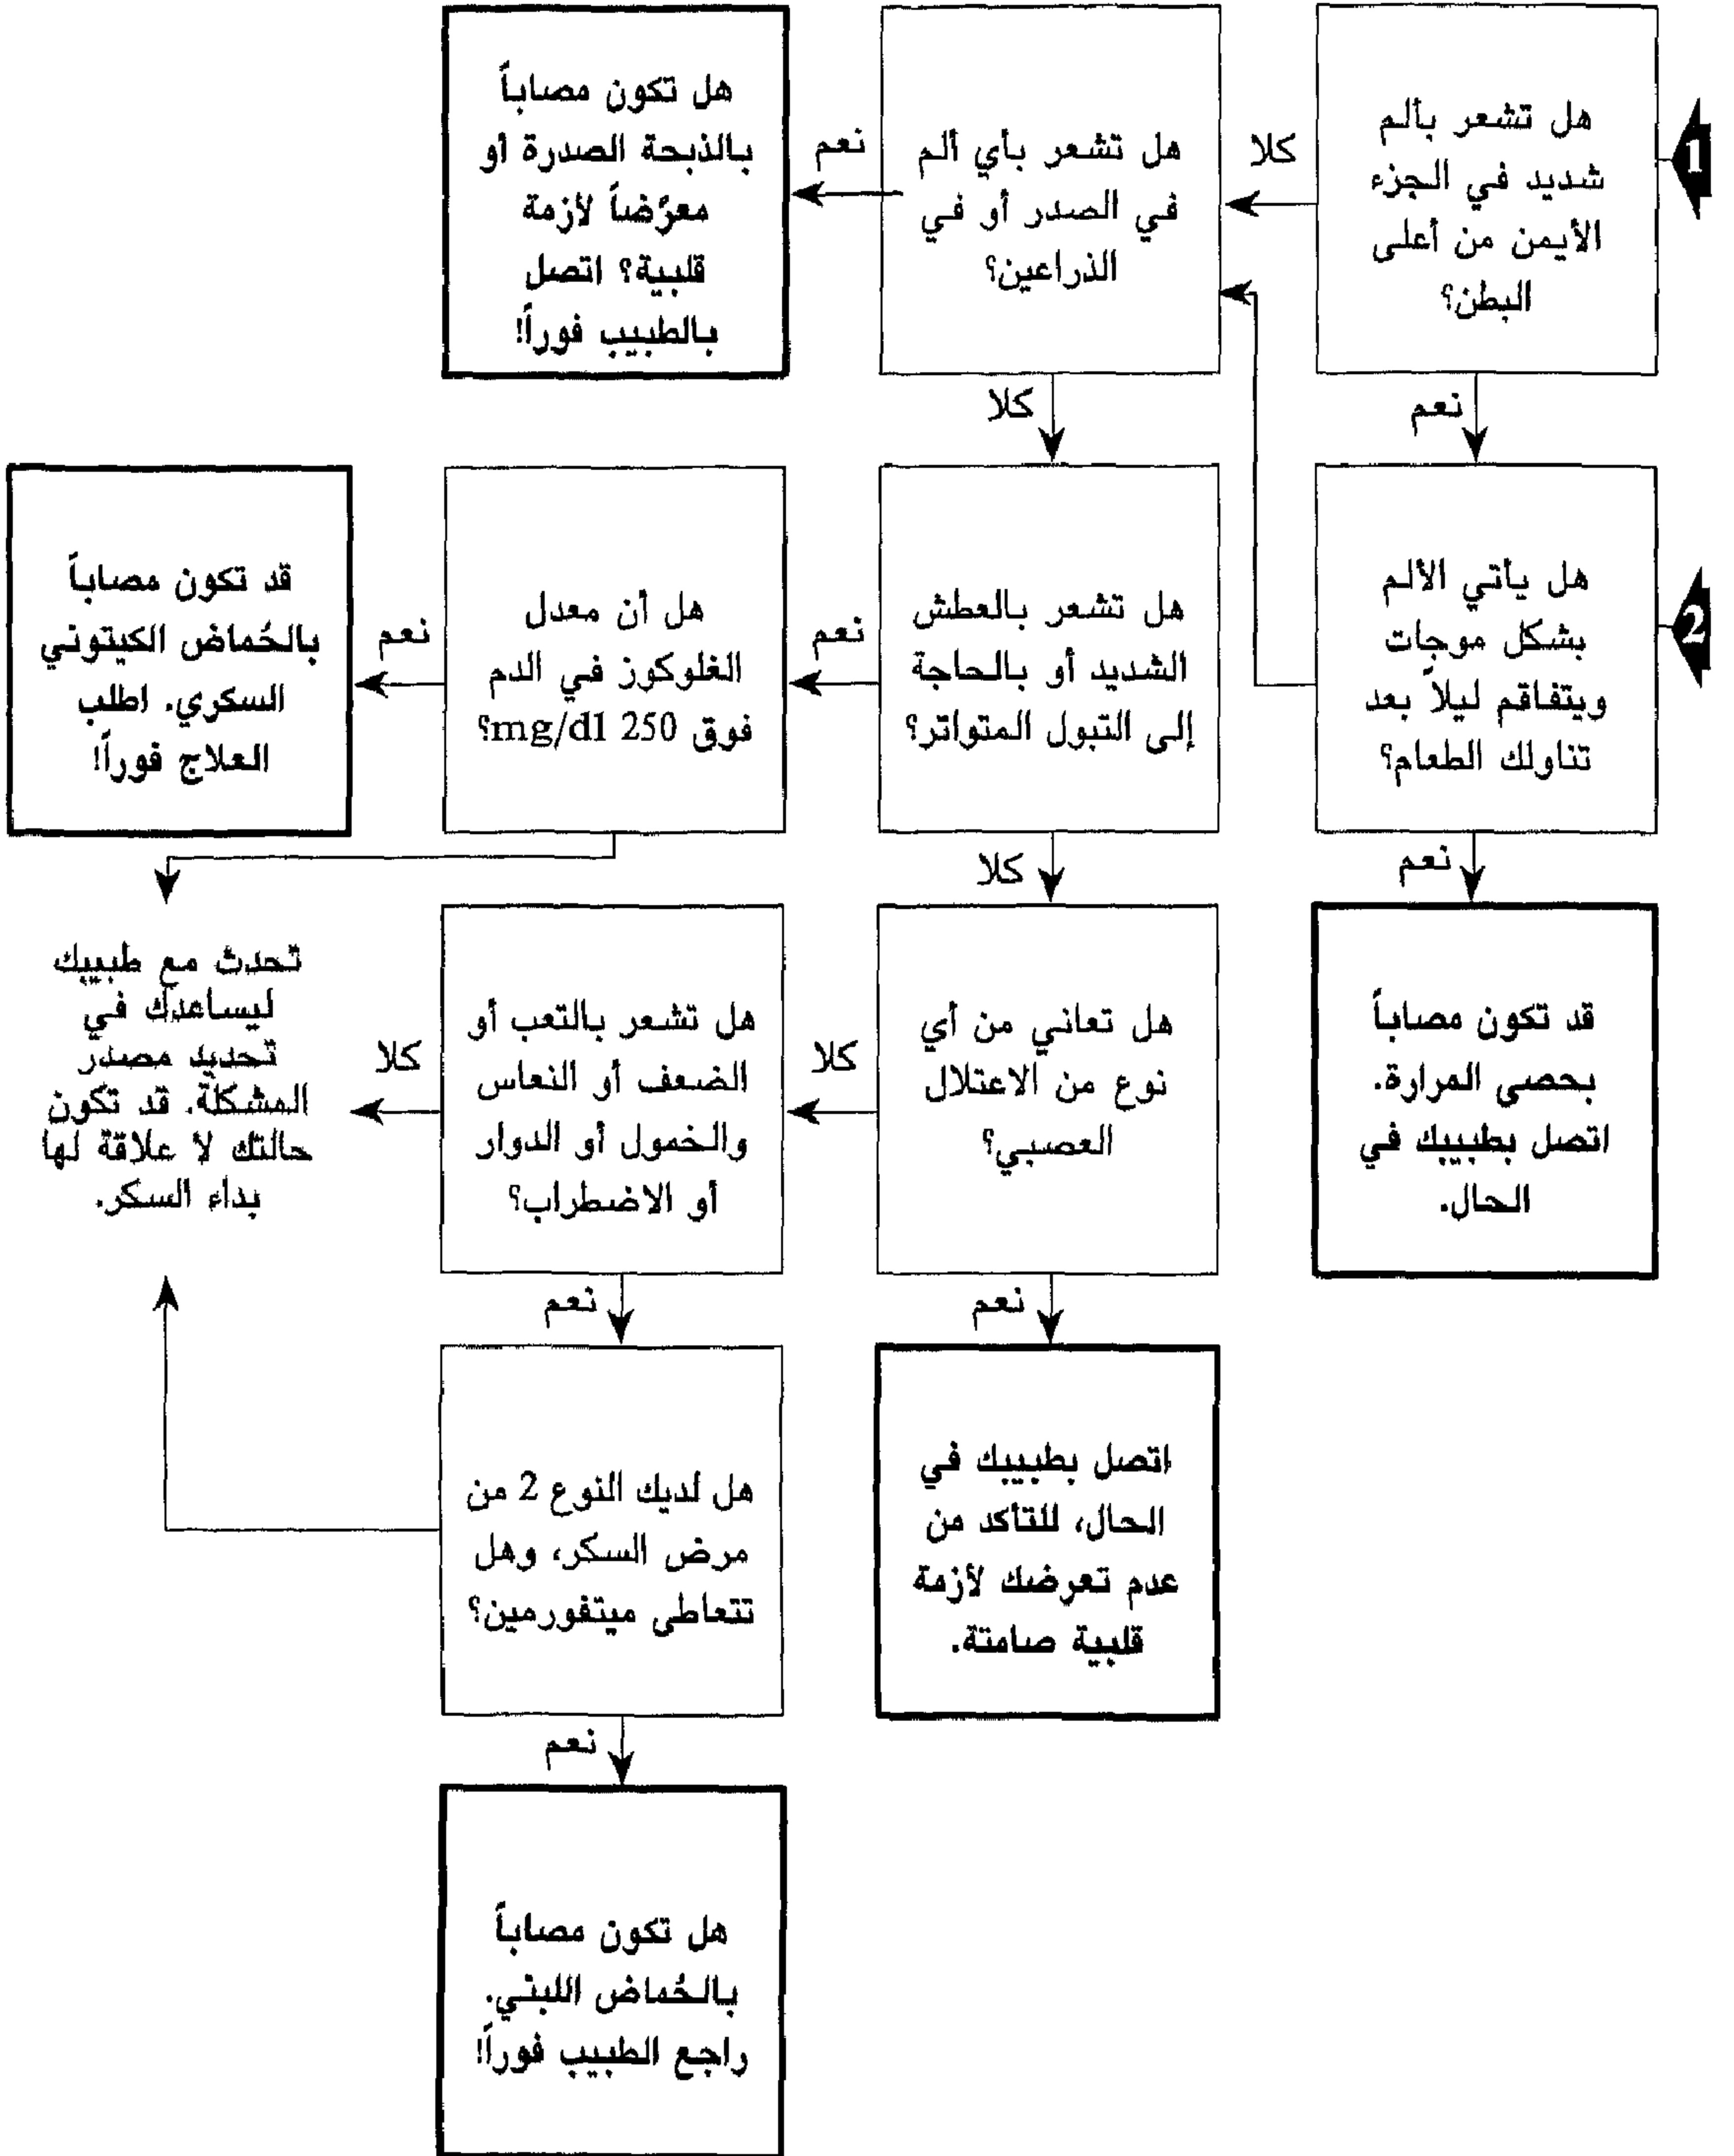 1
هل تشعر بألم
شديد في الجزء
الأيمن من أعلى
البطن؟
كلا
هل تشعر بأي ألم
في الصدر أو في
الذراعين؟
نعم
هل تكون مصاباً
بالذبحة الصدرة أو
معرّضاً لأزمة
قلبية؟ اتصل
بالطبيب فوراً!
نعم
كلا
2
هل يأتي الألم
بشكل موجات
ويتفاقم ليلاً بعد
تناولك الطعام؟
هل تشعر بالعطش
الشديد أو بالحاجة
إلى التبول المتواتر؟
نعم
هل أن معدل
الغلوكوز في الدم
فوق 250 mg/dl؟
نعم
قد تكون مصاباً
بالحُماض الكيتوني
السكري. اطلب
العلاج فوراً!
نعم
كلا
قد تكون مصاباً
بحصى المرارة.
اتصل بطبيبك في
الحال.
هل تعاني من أي
نوع من الاعتلال
العصبي؟
كلا
هل تشعر بالتعب أو
الضعف أو النعاس
والخمول أو الدوار
أو الاضطراب؟
كلا
تحدث مع طبيبك
ليساعدك في
تحديد مصدر
المشكلة. قد تكون
حالتك لا علاقة لها
بداء السكر.
نعم
نعم
اتصل بطبيبك في
الحال، للتأكد من
عدم تعرضك لأزمة
قلبية صامتة.
هل لديك النوع 2 من
مرض السكر، وهل
تتعاطى ميتفورمين؟
نعم
هل تكون مصاباً
بالحُماض اللبني.
راجع الطبيب فوراً!